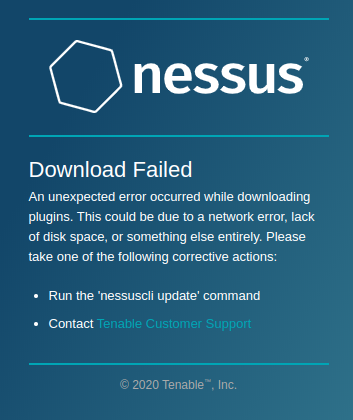 nessus®
Download Failed
An unexpected error occurred while downloading
plugins. This could be due to a network error, lack
of disk space, or something else entirely. Please
take one of the following corrective actions:
• Run the 'nessuscli update' command
• Contact Tenable Customer Support
© 2020 Tenable™, Inc.